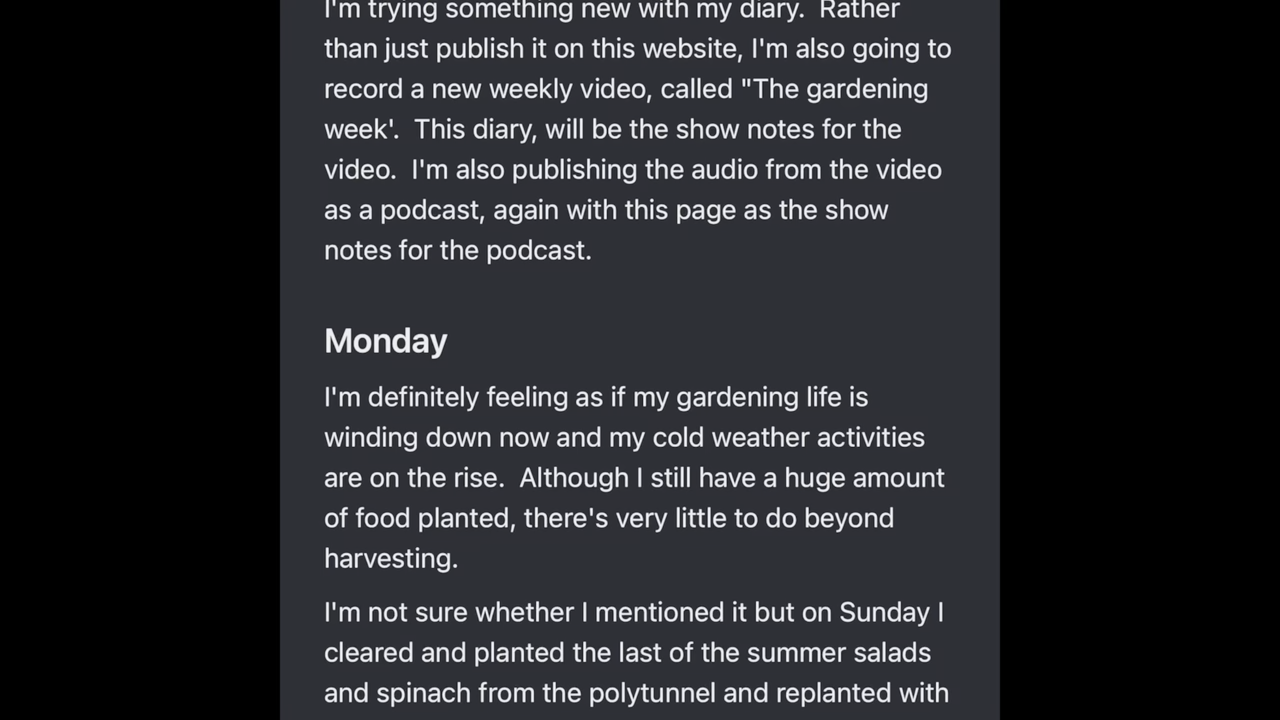 I'm trying something new with my diary.  Rather
than just publish it on this website, I'm also going to
record a new weekly video, called "The gardening
week'.  This diary, will be the show notes for the
video.  I'm also publishing the audio from the video
as a podcast, again with this page as the show
notes for the podcast.
Monday
I'm definitely feeling as if my gardening life is
winding down now and my cold weather activities
are on the rise.  Although I still have a huge amount
of food planted, there's very little to do beyond
harvesting.
I'm not sure whether I mentioned it but on Sunday I
cleared and planted the last of the summer salads
and spinach from the polytunnel and replanted with